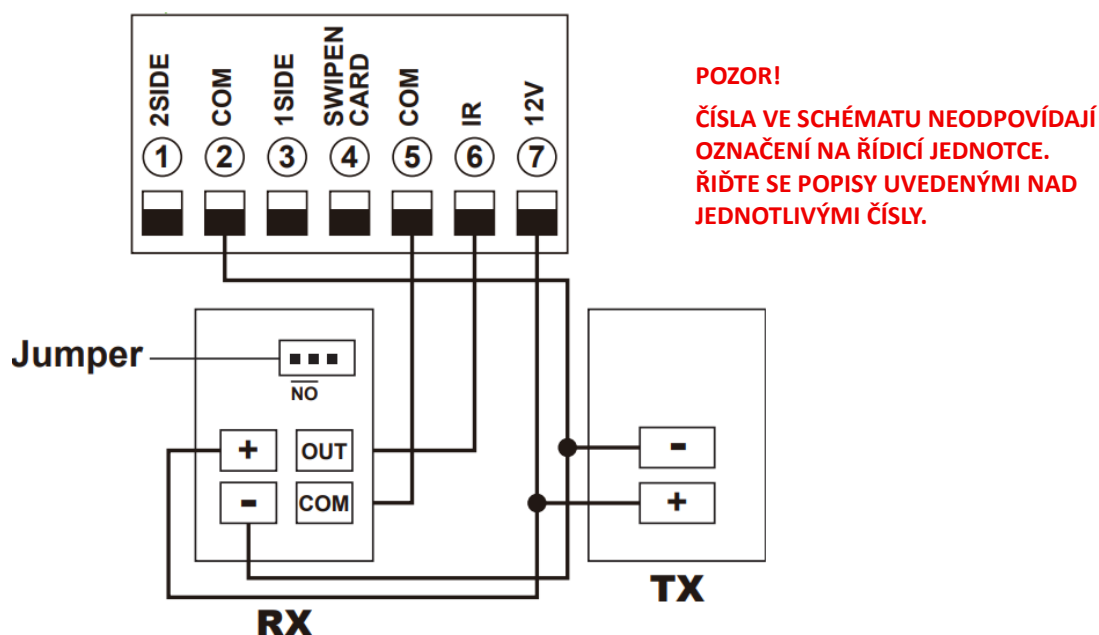 2SIDE COM 1SIDE SWIPEN CARD COM IR 12V
1 2 3 4 5 6 7
POZOR!
ČÍSLA VE SCHÉMATU NEODPOVÍDAJÍ
OZNAČENÍ NA ŘÍDICÍ JEDNOTCE.
ŘIĎTE SE POPISY UVEDENÝMI NAD
JEDNOTLIVÝMI ČÍSLY.
Jumper
NO
+ OUT
- COM
-
+
RX
TX